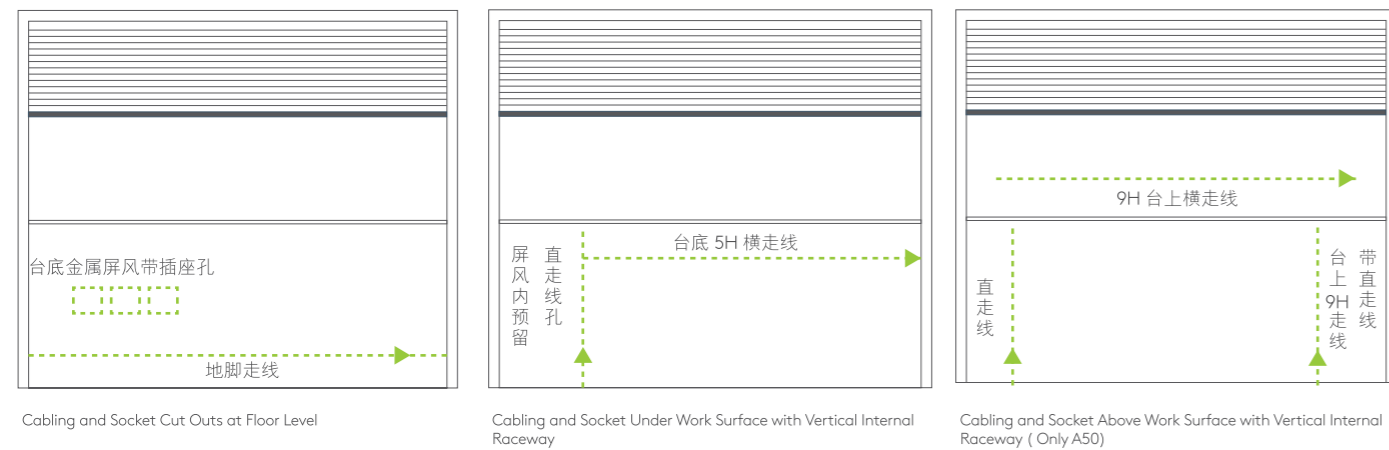 台底金属屏风带插座孔
地脚走线
Cabling and Socket Cut Outs at Floor Level
屏风内预留
直走线孔
台底 5H 横走线
Cabling and Socket Under Work Surface with Vertical Internal
Raceway
9H 台上横走线
直走线
台上9H走线
带直走线
Cabling and Socket Above Work Surface with Vertical Internal
Raceway ( Only A50)